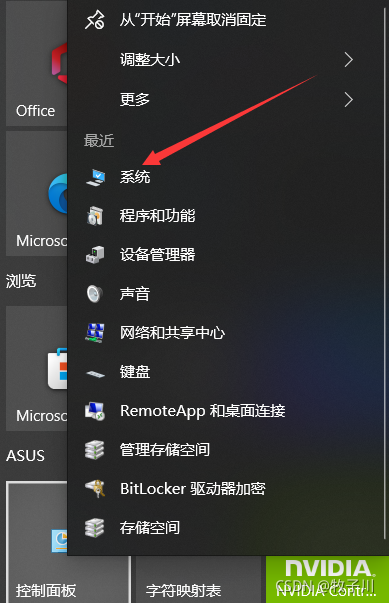 从“开始”屏幕取消固定
调整大小
更多
最近
系统
程序和功能
设备管理器
声音
网络和共享中心
键盘
RemoteApp 和桌面连接
管理存储空间
BitLocker 驱动器加密
存储空间
Office
Microso
浏览
Microso
ASUS
控制面板
字符映射表
NVIDIA
NVIDIA Contr...
CSDN @牧子川